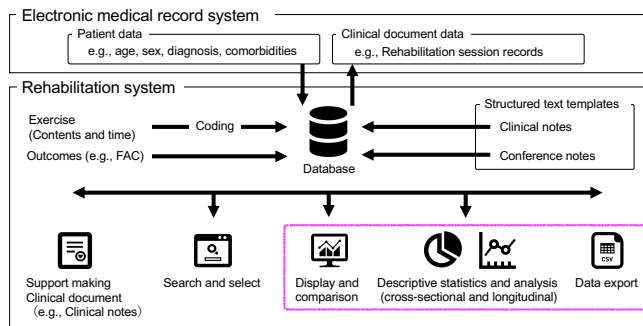 Electronic medical record system
Patient data
e.g., age, sex, diagnosis, comorbidities
Clinical document data
e.g., Rehabilitation session records
Rehabilitation system
Exercise
(Contents and time)
Coding
Outcomes (e.g., FAC)
Database
Structured text templates
Clinical notes
Conference notes
Support making
Clinical document
(e.g., Clinical notes)
Search and select
Display and
comparison
Descriptive statistics and analysis
(cross-sectional and longitudinal)
CSV
Data export